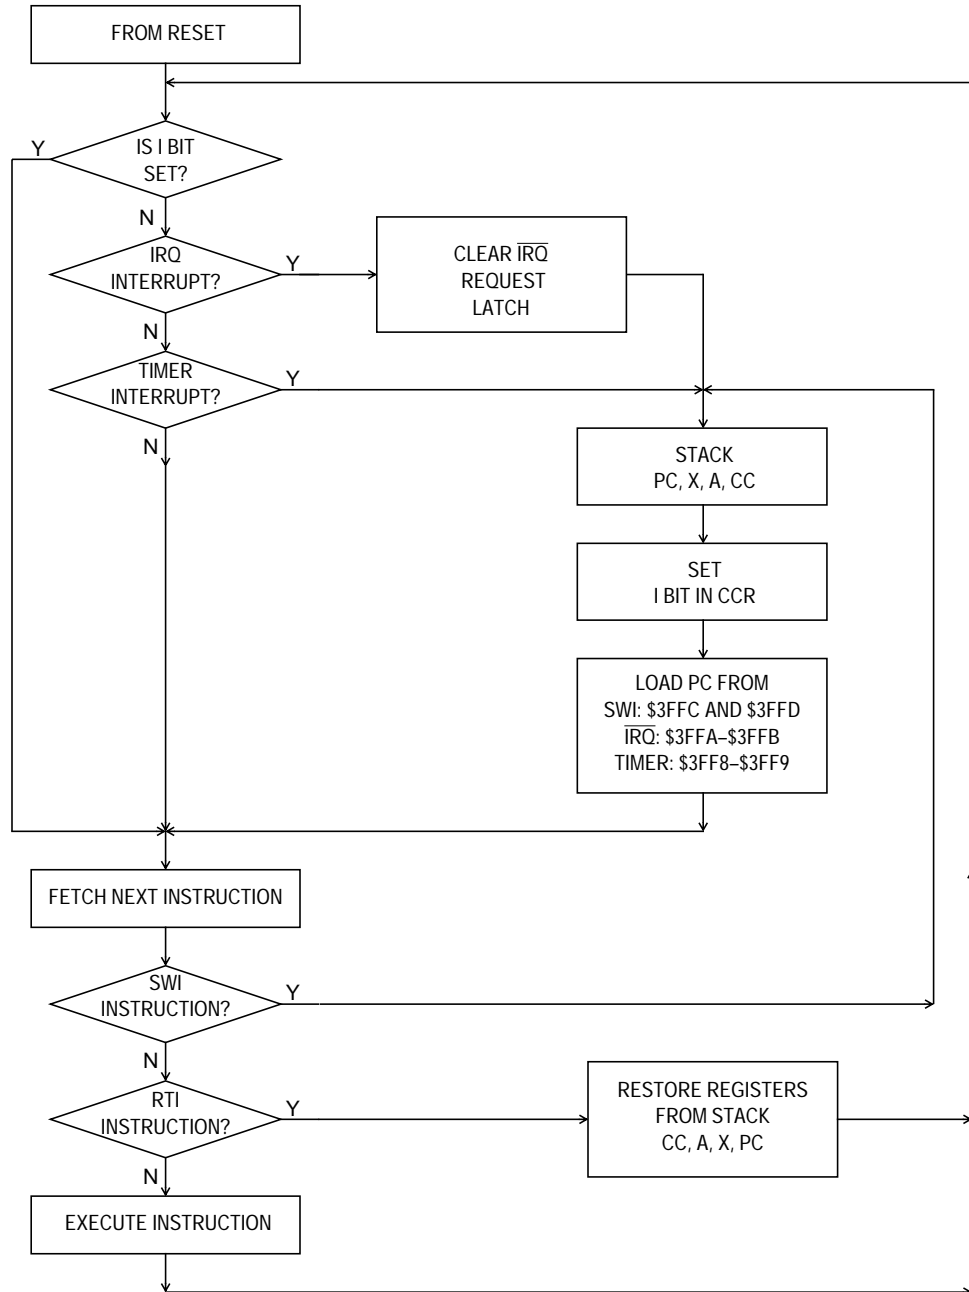 FROM RESET
Y
IS I BIT
SET?
N
IRQ
INTERRUPT?
Y
CLEAR I̅R̅Q̅
REQUEST
LATCH
N
TIMER
INTERRUPT?
Y
N
STACK
PC, X, A, CC
SET
I BIT IN CCR
LOAD PC FROM
SWI: $3FFC AND $3FFD
I̅R̅Q̅: $3FFA–$3FFB
TIMER: $3FF8–$3FF9
FETCH NEXT INSTRUCTION
SWI
INSTRUCTION?
Y
N
RTI
INSTRUCTION?
Y
RESTORE REGISTERS
FROM STACK
CC, A, X, PC
N
EXECUTE INSTRUCTION